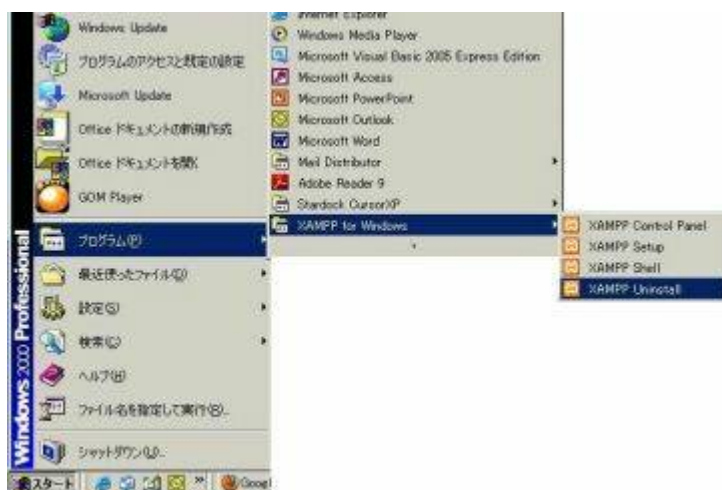 Windows Update
プログラムのアクセスと既定の設定
Microsoft Update
Office ドキュメントの新規作成
Office ドキュメントを開く
GOM Player
プログラム(P)
最近使ったファイル(D)
設定(S)
検索(C)
ヘルプ(H)
ファイル名を指定して実行(R)...
シャットダウン(U)...
Windows 2000 Professional
スタート
Googl
Internet Explorer
Windows Media Player
Microsoft Visual Basic 2005 Express Edition
Microsoft Access
Microsoft PowerPoint
Microsoft Outlook
Microsoft Word
Mail Distributor
Adobe Reader 9
Stardock CursorXP
XAMPP for Windows
XAMPP Control Panel
XAMPP Setup
XAMPP Shell
XAMPP Uninstall